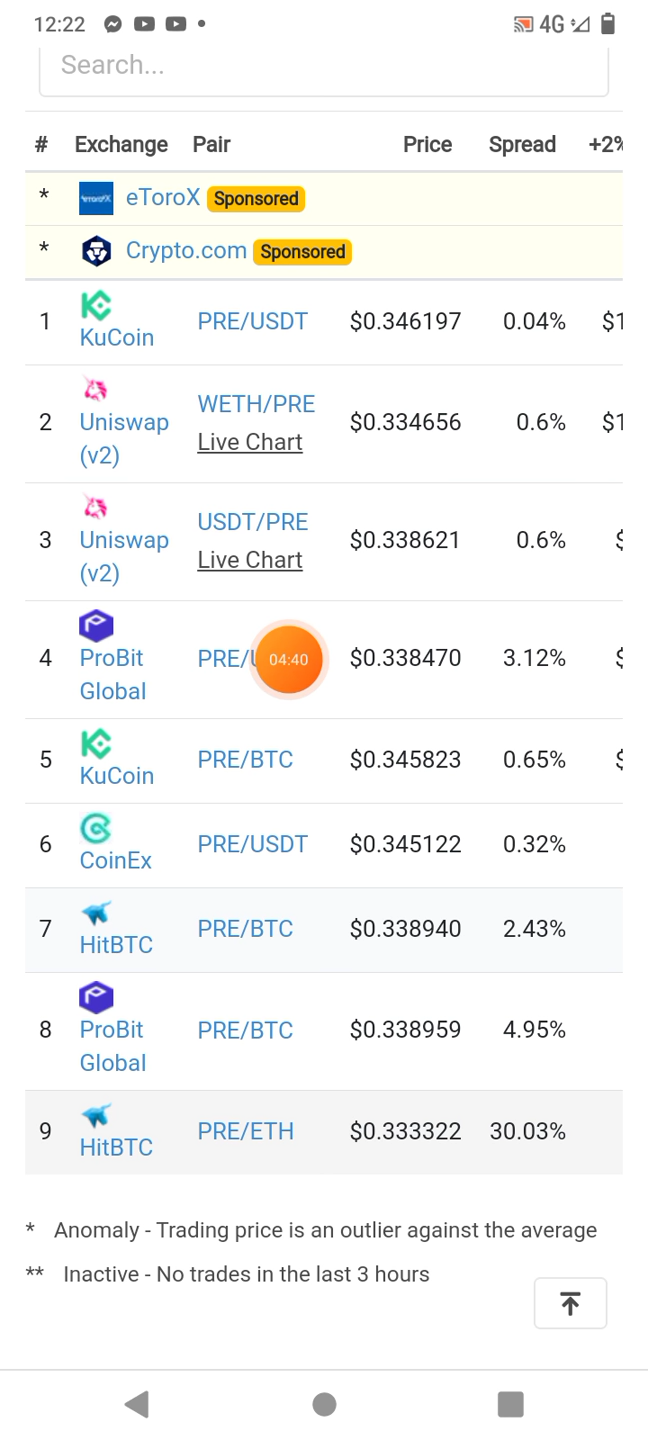 12:22 4G
Search...
# Exchange Pair Price Spread +2%
* eToroX Sponsored
* Crypto.com Sponsored
1 KuCoin PRE/USDT $0.346197 0.04% $1
2 Uniswap (v2) WETH/PRE $0.334656 0.6% $1
Live Chart
3 Uniswap (v2) USDT/PRE $0.338621 0.6% $
Live Chart
4 ProBit Global PRE/ 04:40 $0.338470 3.12% $
5 KuCoin PRE/BTC $0.345823 0.65% $
6 CoinEx PRE/USDT $0.345122 0.32%
7 HitBTC PRE/BTC $0.338940 2.43%
8 ProBit Global PRE/BTC $0.338959 4.95%
9 HitBTC PRE/ETH $0.333322 30.03%
* Anomaly - Trading price is an outlier against the average
** Inactive - No trades in the last 3 hours